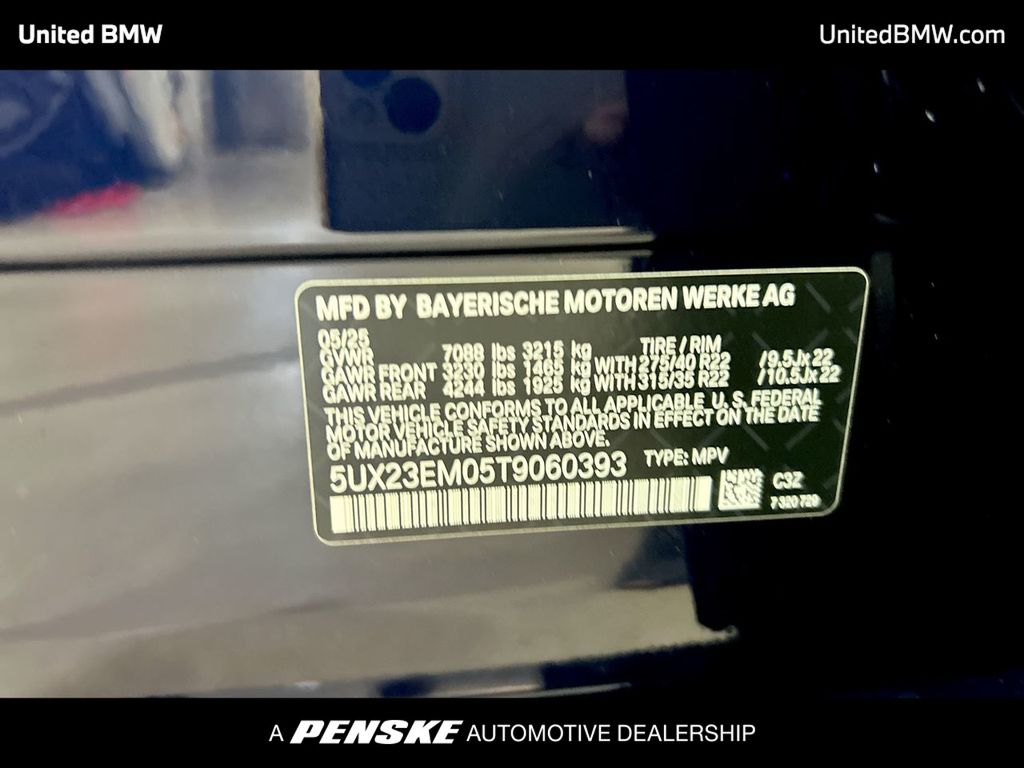 United BMW
UnitedBMW.com
MFD BY BAYERISCHE MOTOREN WERKE AG
05/25 TIRE / RIM
GVWR 7088 lbs 3215 kg
GAWR FRONT 3230 lbs 1465 kg WITH 275/40 R22 /9.5Jx22
GAWR REAR 4244 lbs 1925 kg WITH 315/35 R22 /10.5Jx22
THIS VEHICLE CONFORMS TO ALL APPLICABLE U.S. FEDERAL
MOTOR VEHICLE SAFETY STANDARDS IN EFFECT ON THE DATE
OF MANUFACTURE SHOWN ABOVE.
5UX23EM05T9060393 TYPE: MPV
C3Z
A PENSKE AUTOMOTIVE DEALERSHIP